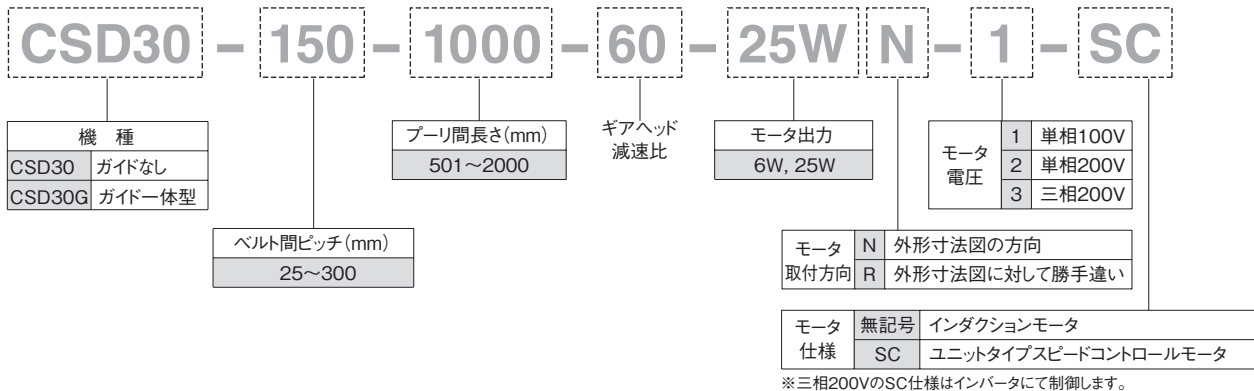 CSD30 – 150 – 1000 – 60 – 25W N – 1 – SC
機 種
CSD30 ガイドなし
CSD30G ガイド一体型
ベルト間ピッチ(mm)
25〜300
プーリ間長さ(mm)
501〜2000
ギアヘッド
減速比
モータ出力
6W, 25W
モータ
電圧
1 単相100V
2 単相200V
3 三相200V
モータ
取付方向
N 外形寸法図の方向
R 外形寸法図に対して勝手違い
モータ
仕様
無記号 インダクションモータ
SC ユニットタイプスピードコントロールモータ
※三相200VのSC仕様はインバータにて制御します。